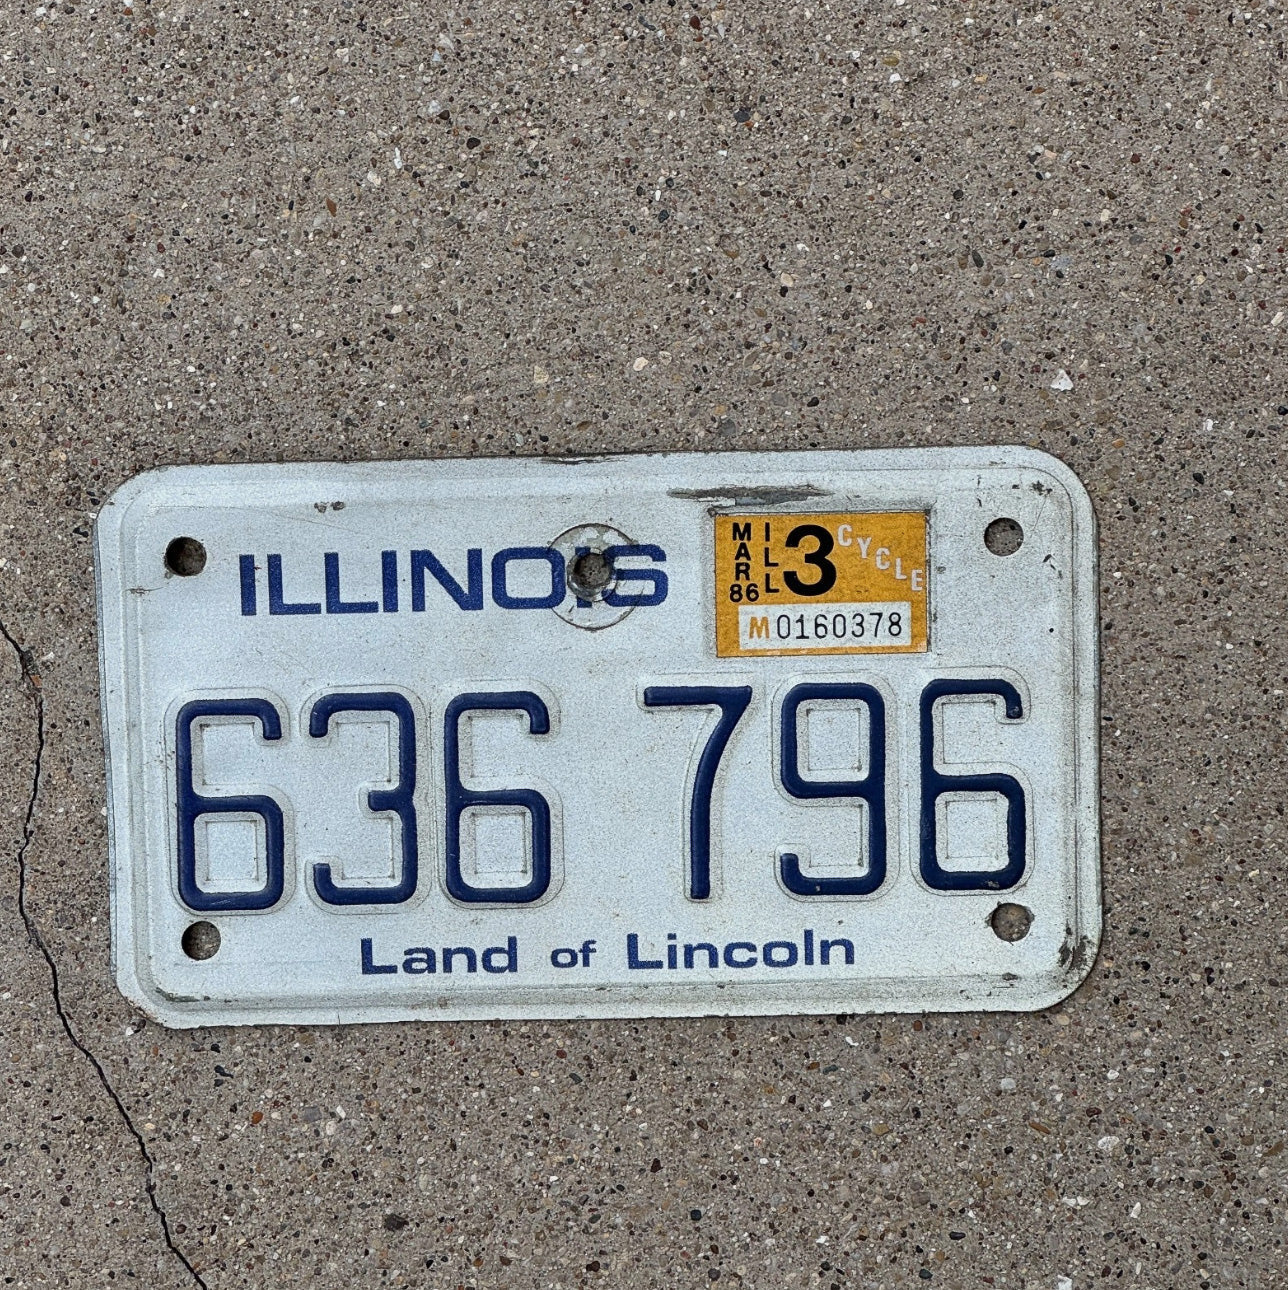 ILLINOIS
MAR 86 ILL 3 CYCLE
M0160378
636 796
Land of Lincoln